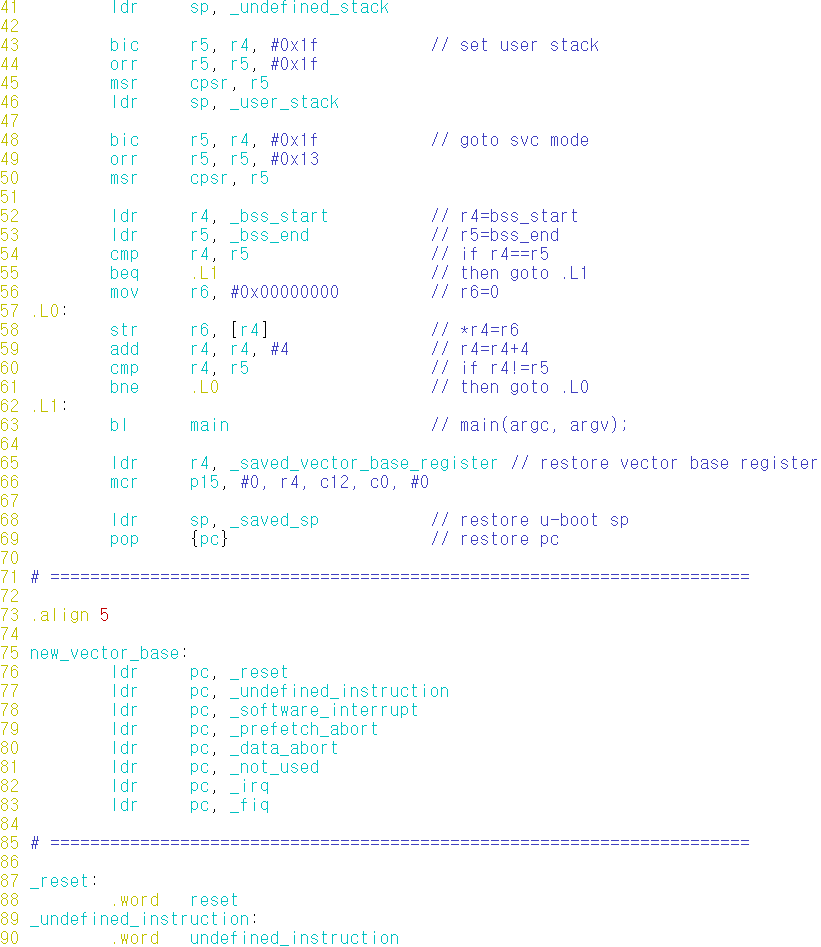 41         ldr     sp, _undefined_stack
42
43         bic     r5, r4, #0x1f           // set user stack
44         orr     r5, r5, #0x1f
45         msr     cpsr, r5
46         ldr     sp, _user_stack
47
48         bic     r5, r4, #0x1f           // goto svc mode
49         orr     r5, r5, #0x13
50         msr     cpsr, r5
51
52         ldr     r4, _bss_start          // r4=bss_start
53         ldr     r5, _bss_end            // r5=bss_end
54         cmp     r4, r5                  // if r4==r5
55         beq     .L1                     // then goto .L1
56         mov     r6, #0x00000000         // r6=0
57 .L0:
58         str     r6, [r4]                // *r4=r6
59         add     r4, r4, #4              // r4=r4+4
60         cmp     r4, r5                  // if r4!=r5
61         bne     .L0                     // then goto .L0
62 .L1:
63         bl      main                    // main(argc, argv);
64
65         ldr     r4, _saved_vector_base_register // restore vector base register
66         mcr     p15, #0, r4, c12, c0, #0
67
68         ldr     sp, _saved_sp           // restore u-boot sp
69         pop     {pc}                    // restore pc
70
71 # ======================================================================
72
73 .align 5
74
75 new_vector_base:
76         ldr     pc, _reset
77         ldr     pc, _undefined_instruction
78         ldr     pc, _software_interrupt
79         ldr     pc, _prefetch_abort
80         ldr     pc, _data_abort
81         ldr     pc, _not_used
82         ldr     pc, _irq
83         ldr     pc, _fiq
84
85 # ======================================================================
86
87 _reset:
88         .word   reset
89 _undefined_instruction:
90         .word   undefined_instruction